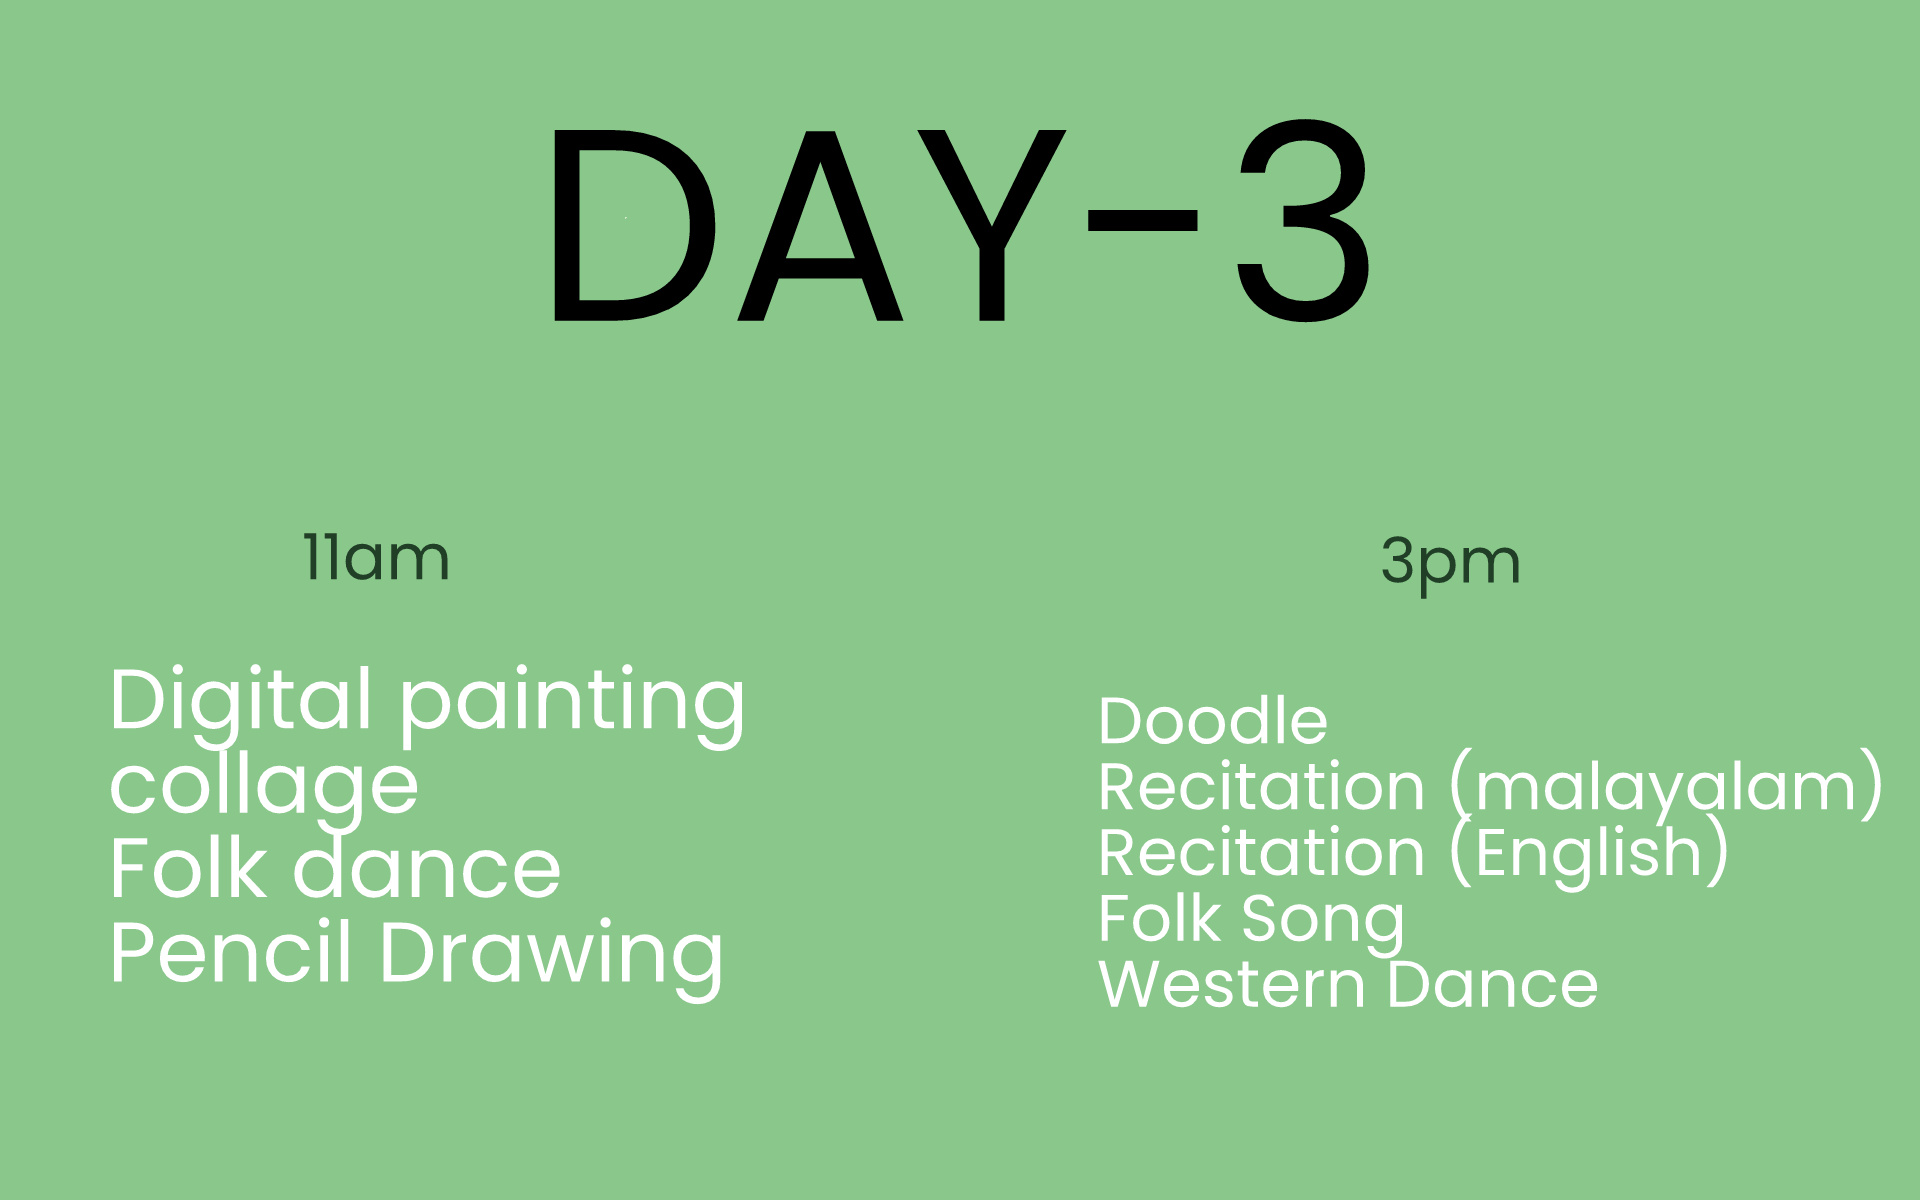 DAY-3
11am
Digital painting
collage
Folk dance
Pencil Drawing
3pm
Doodle
Recitation (malayalam)
Recitation (English)
Folk Song
Western Dance